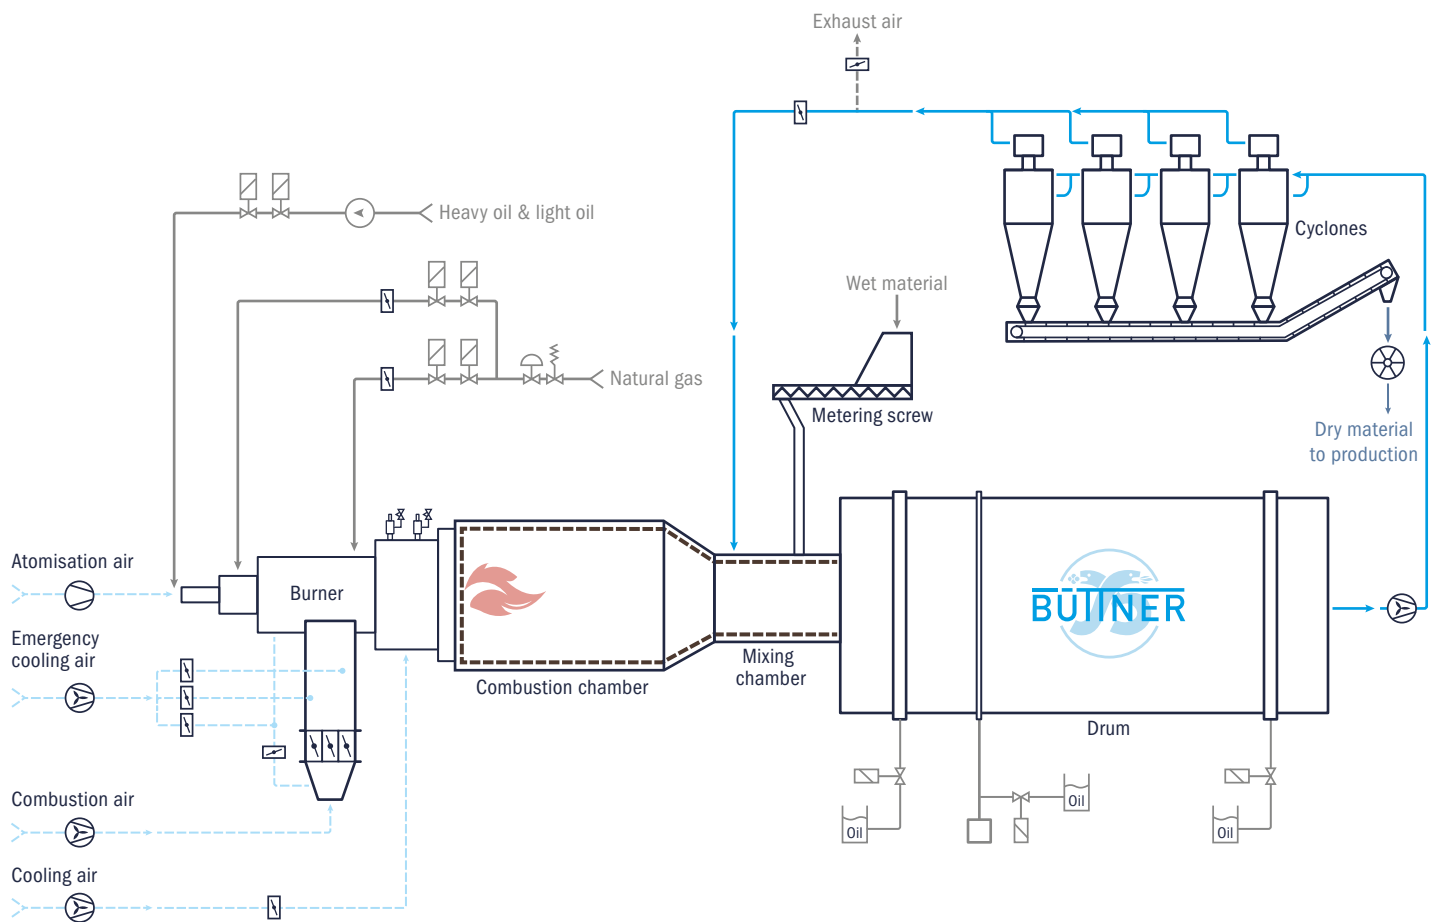 Exhaust air
Heavy oil & light oil
Cyclones
Wet material
Natural gas
Metering screw
Dry material
to production
Atomisation air
Burner
BÜTTNER
Emergency
cooling air
Combustion chamber
Mixing
chamber
Drum
Combustion air
Oil
Oil
Oil
Cooling air